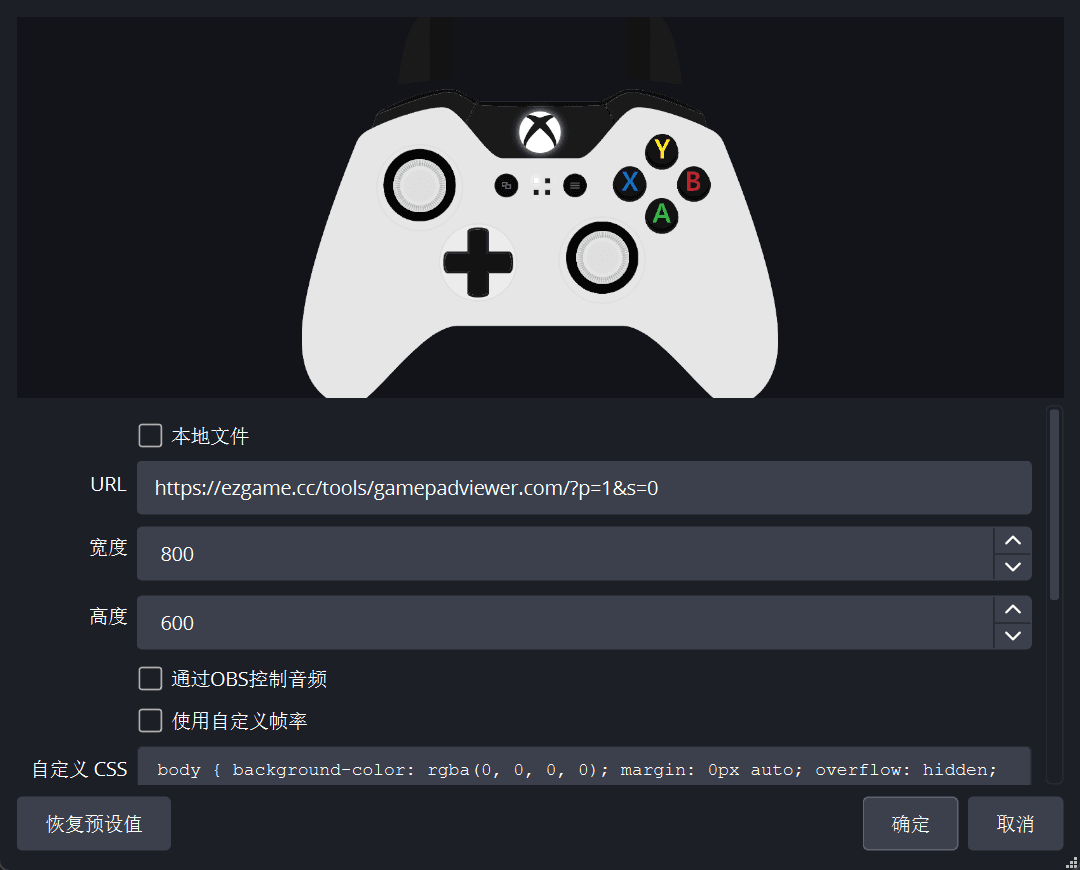 Y
X
B
A
本地文件
URL
https://ezgame.cc/tools/gamepadviewer.com/?p=1&s=0
宽度
800
高度
600
通过OBS控制音频
使用自定义帧率
自定义 CSS
body { background-color: rgba(0, 0, 0, 0); margin: 0px auto; overflow: hidden;
恢复预设值
确定
取消